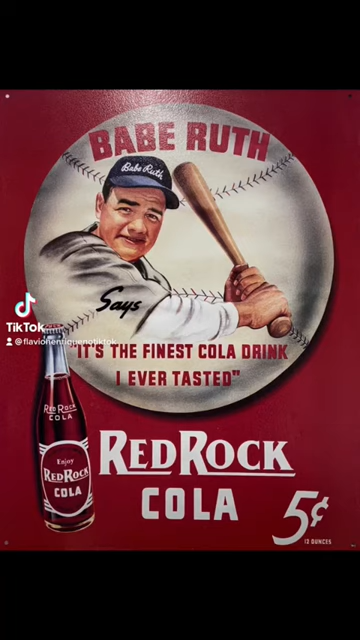 BABE RUTH
Babe Ruth
Says
"IT'S THE FINEST COLA DRINK
I EVER TASTED"
TikTok
@flavionentiquenotiktok
RED ROCK
COLA
Enjoy
RED ROCK
COLA
RED ROCK
COLA
5¢
12 OUNCES